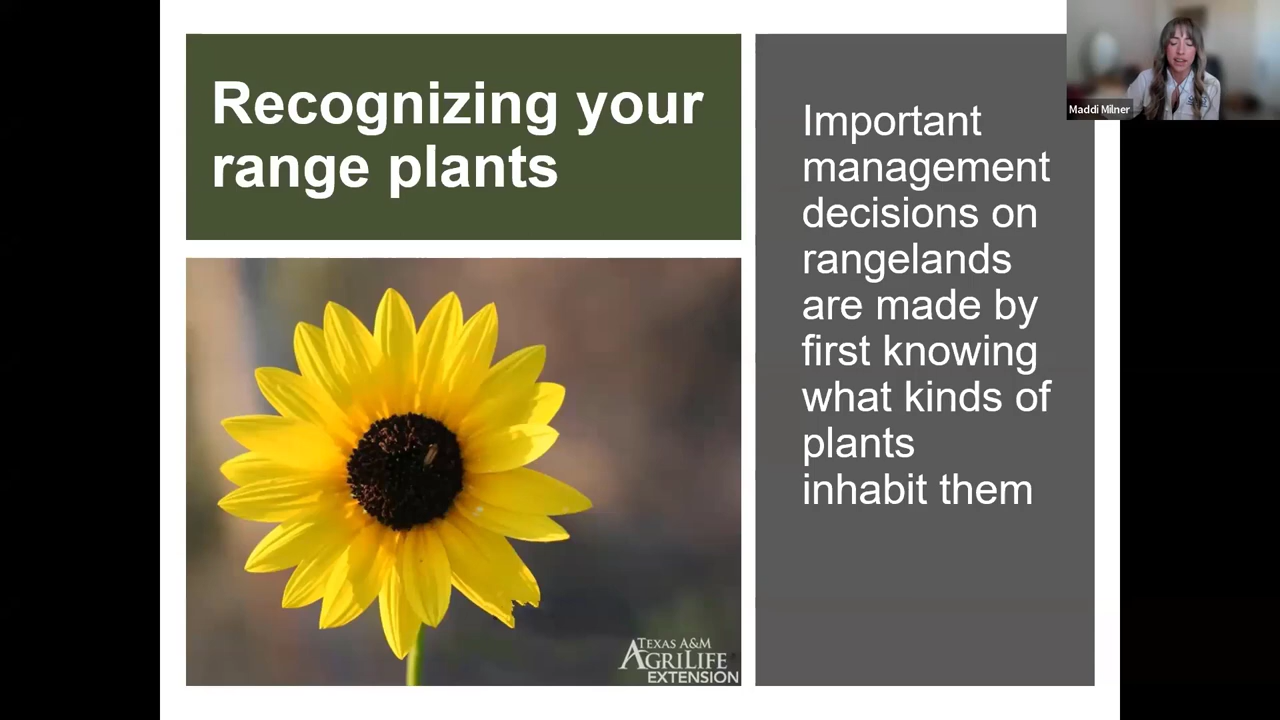 Recognizing your
range plants
Important
management
decisions on
rangelands
are made by
first knowing
what kinds of
plants
inhabit them
Maddi Milner
TEXAS A&M
AGRILIFE
EXTENSION